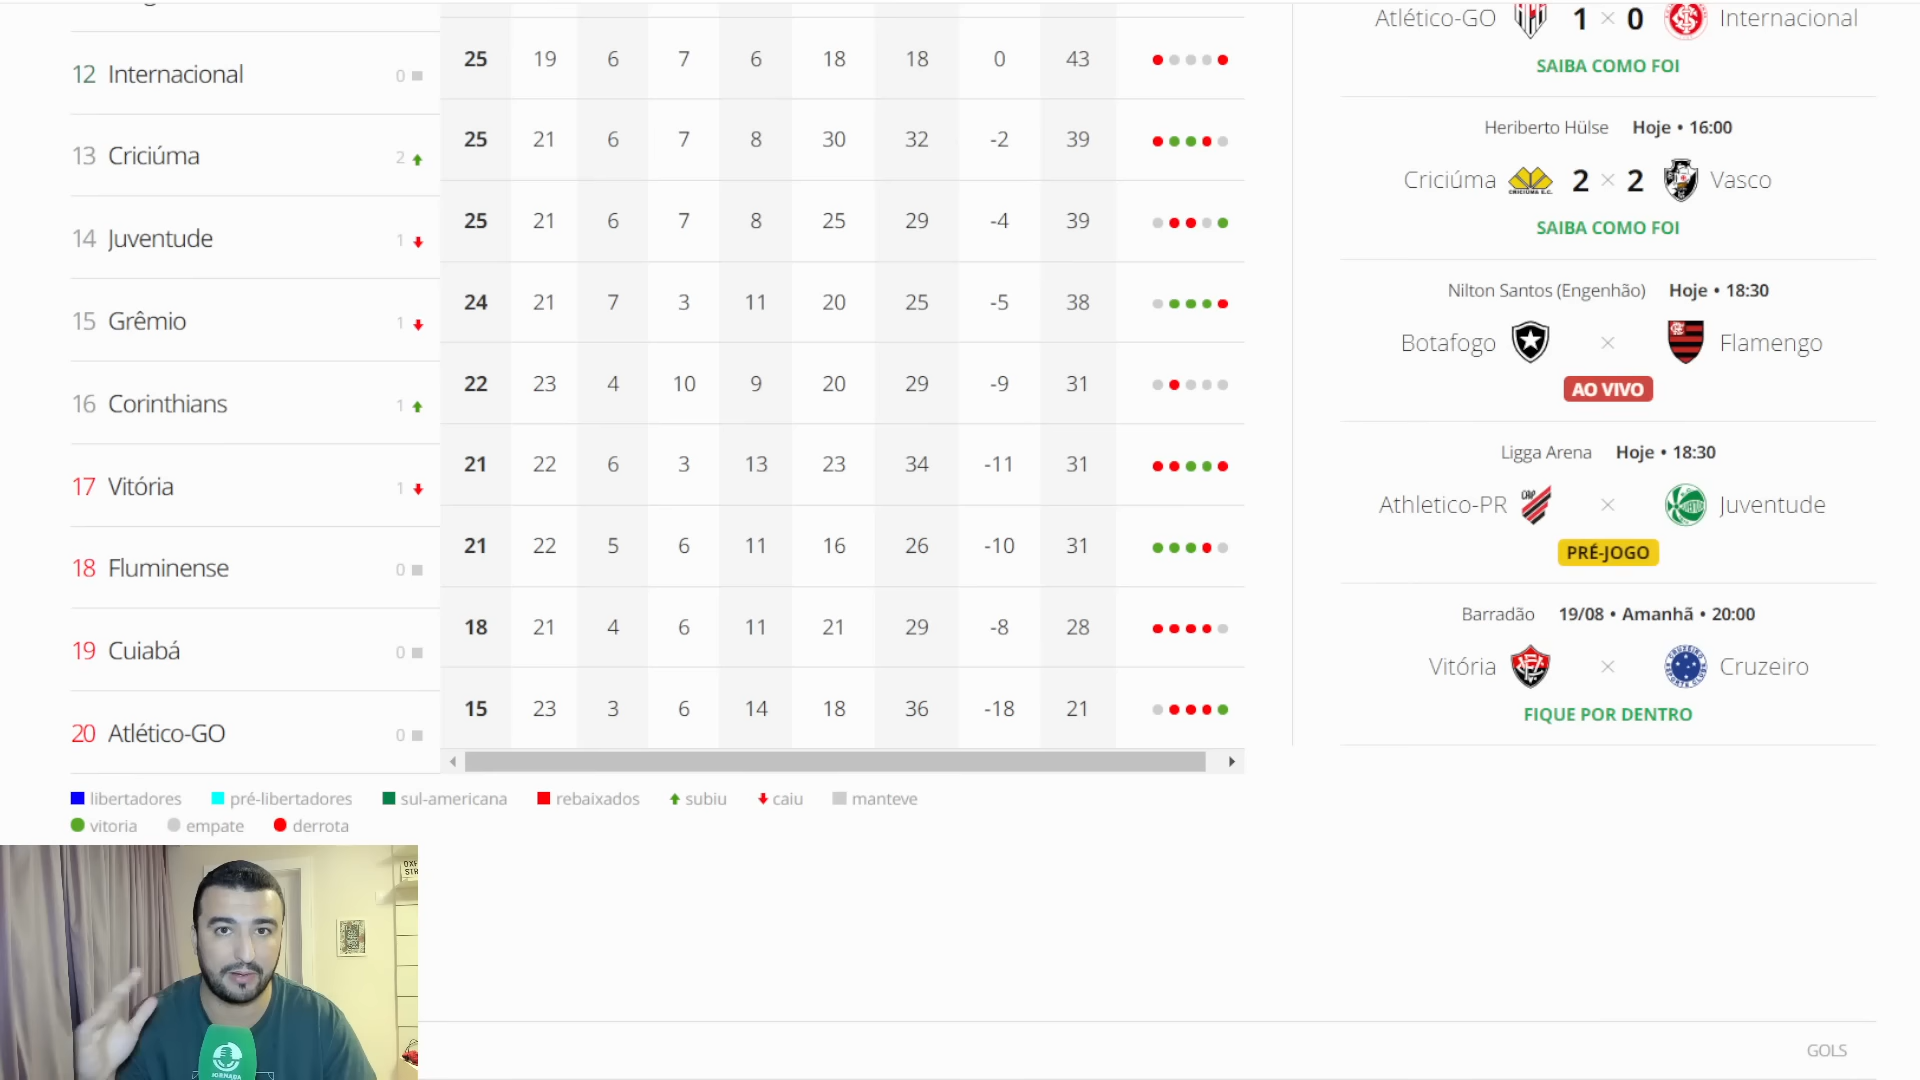 Atlético-GO 1 × 0 Internacional
SAIBA COMO FOI
12 Internacional 0 25 19 6 7 6 18 18 0 43
Heriberto Hülse Hoje • 16:00
13 Criciúma 2 25 21 6 7 8 30 32 -2 39
Criciúma 2 × 2 Vasco
SAIBA COMO FOI
14 Juventude 1 25 21 6 7 8 25 29 -4 39
Nilton Santos (Engenhão) Hoje • 18:30
15 Grêmio 1 24 21 7 3 11 20 25 -5 38
Botafogo × Flamengo
AO VIVO
16 Corinthians 1 22 23 4 10 9 20 29 -9 31
Ligga Arena Hoje • 18:30
17 Vitória 1 21 22 6 3 13 23 34 -11 31
Athletico-PR × Juventude
PRÉ-JOGO
18 Fluminense 0 21 22 5 6 11 16 26 -10 31
Barradão 19/08 • Amanhã • 20:00
19 Cuiabá 0 18 21 4 6 11 21 29 -8 28
Vitória × Cruzeiro
FIQUE POR DENTRO
20 Atlético-GO 0 15 23 3 6 14 18 36 -18 21
libertadores pré-libertadores sul-americana rebaixados subiu caiu manteve
vitoria empate derrota
JORNADA
GOLS